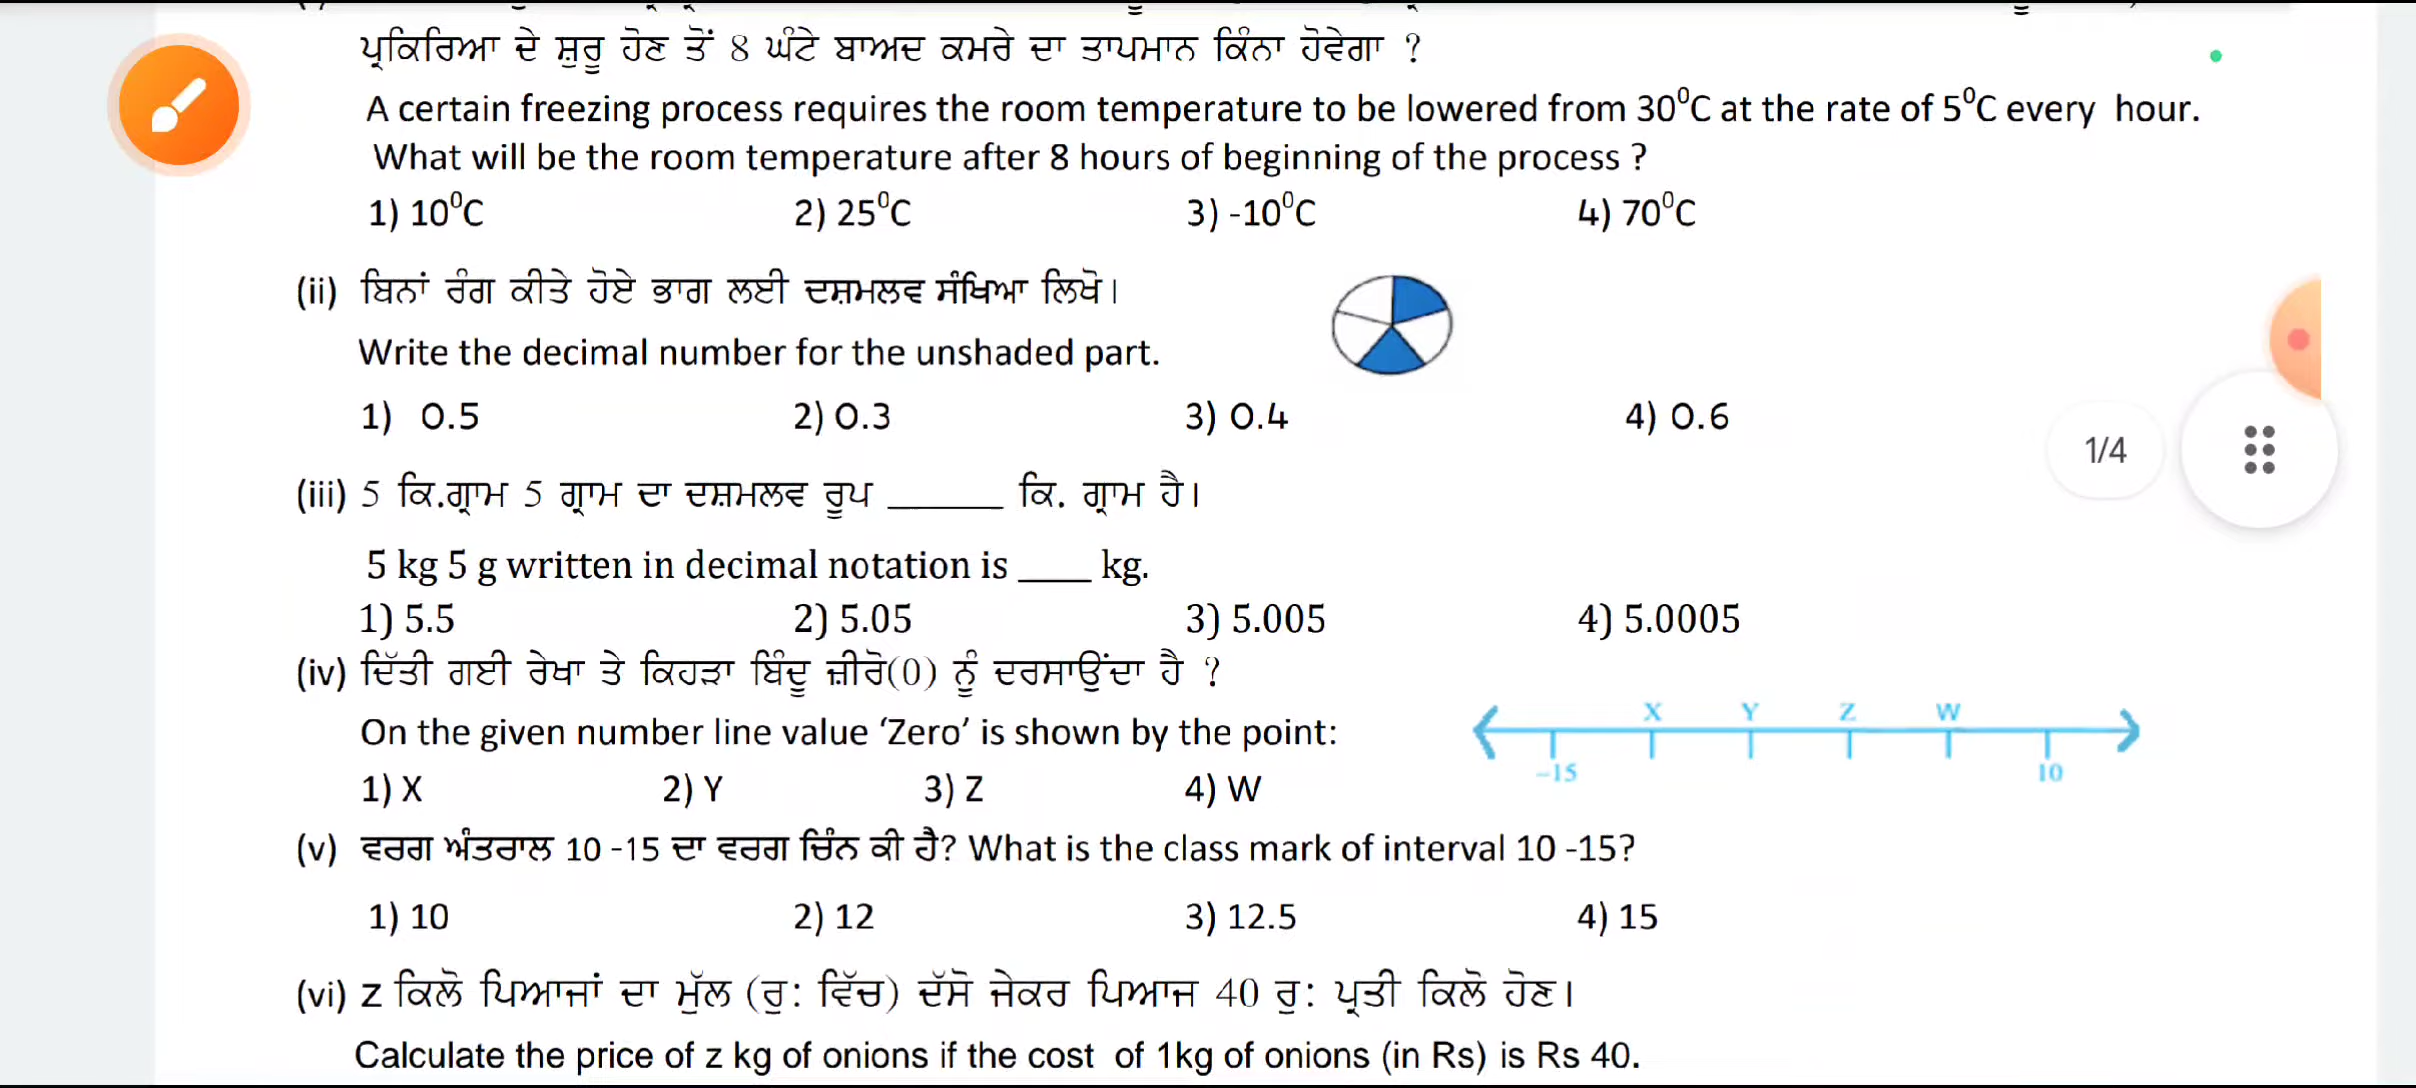 ਪ੍ਰਕਿਰਿਆ ਦੇ ਸ਼ੁਰੂ ਹੋਣ ਤੋਂ 8 ਘੰਟੇ ਬਾਅਦ ਕਮਰੇ ਦਾ ਤਾਪਮਾਨ ਕਿੰਨਾ ਹੋਵੇਗਾ ?
A certain freezing process requires the room temperature to be lowered from 30⁰C at the rate of 5⁰C every hour.
What will be the room temperature after 8 hours of beginning of the process ?
1) 10⁰C 2) 25⁰C 3) -10⁰C 4) 70⁰C
(ii) ਬਿਨਾਂ ਰੰਗ ਕੀਤੇ ਹੋਏ ਭਾਗ ਲਈ ਦਸ਼ਮਲਵ ਸੰਖਿਆ ਲਿਖੋ।
Write the decimal number for the unshaded part.
1) 0.5 2) 0.3 3) 0.4 4) 0.6
1/4
(iii) 5 ਕਿ.ਗ੍ਰਾਮ 5 ਗ੍ਰਾਮ ਦਾ ਦਸ਼ਮਲਵ ਰੂਪ ______ ਕਿ. ਗ੍ਰਾਮ ਹੈ।
5 kg 5 g written in decimal notation is ____ kg.
1) 5.5 2) 5.05 3) 5.005 4) 5.0005
(iv) ਦਿੱਤੀ ਗਈ ਰੇਖਾ ਤੇ ਕਿਹੜਾ ਬਿੰਦੂ ਜ਼ੀਰੋ(0) ਨੂੰ ਦਰਸਾਉਂਦਾ ਹੈ ?
X Y Z W
On the given number line value ‘Zero’ is shown by the point:
-15 10
1) X 2) Y 3) Z 4) W
(v) ਵਰਗ ਅੰਤਰਾਲ 10 -15 ਦਾ ਵਰਗ ਚਿੰਨ ਕੀ ਹੈ? What is the class mark of interval 10 -15?
1) 10 2) 12 3) 12.5 4) 15
(vi) z ਕਿਲੋ ਪਿਆਜਾਂ ਦਾ ਮੁੱਲ (ਰੁ: ਵਿੱਚ) ਦੱਸੋ ਜੇਕਰ ਪਿਆਜ 40 ਰੁ: ਪ੍ਰਤੀ ਕਿਲੋ ਹੋਣ।
Calculate the price of z kg of onions if the cost of 1kg of onions (in Rs) is Rs 40.